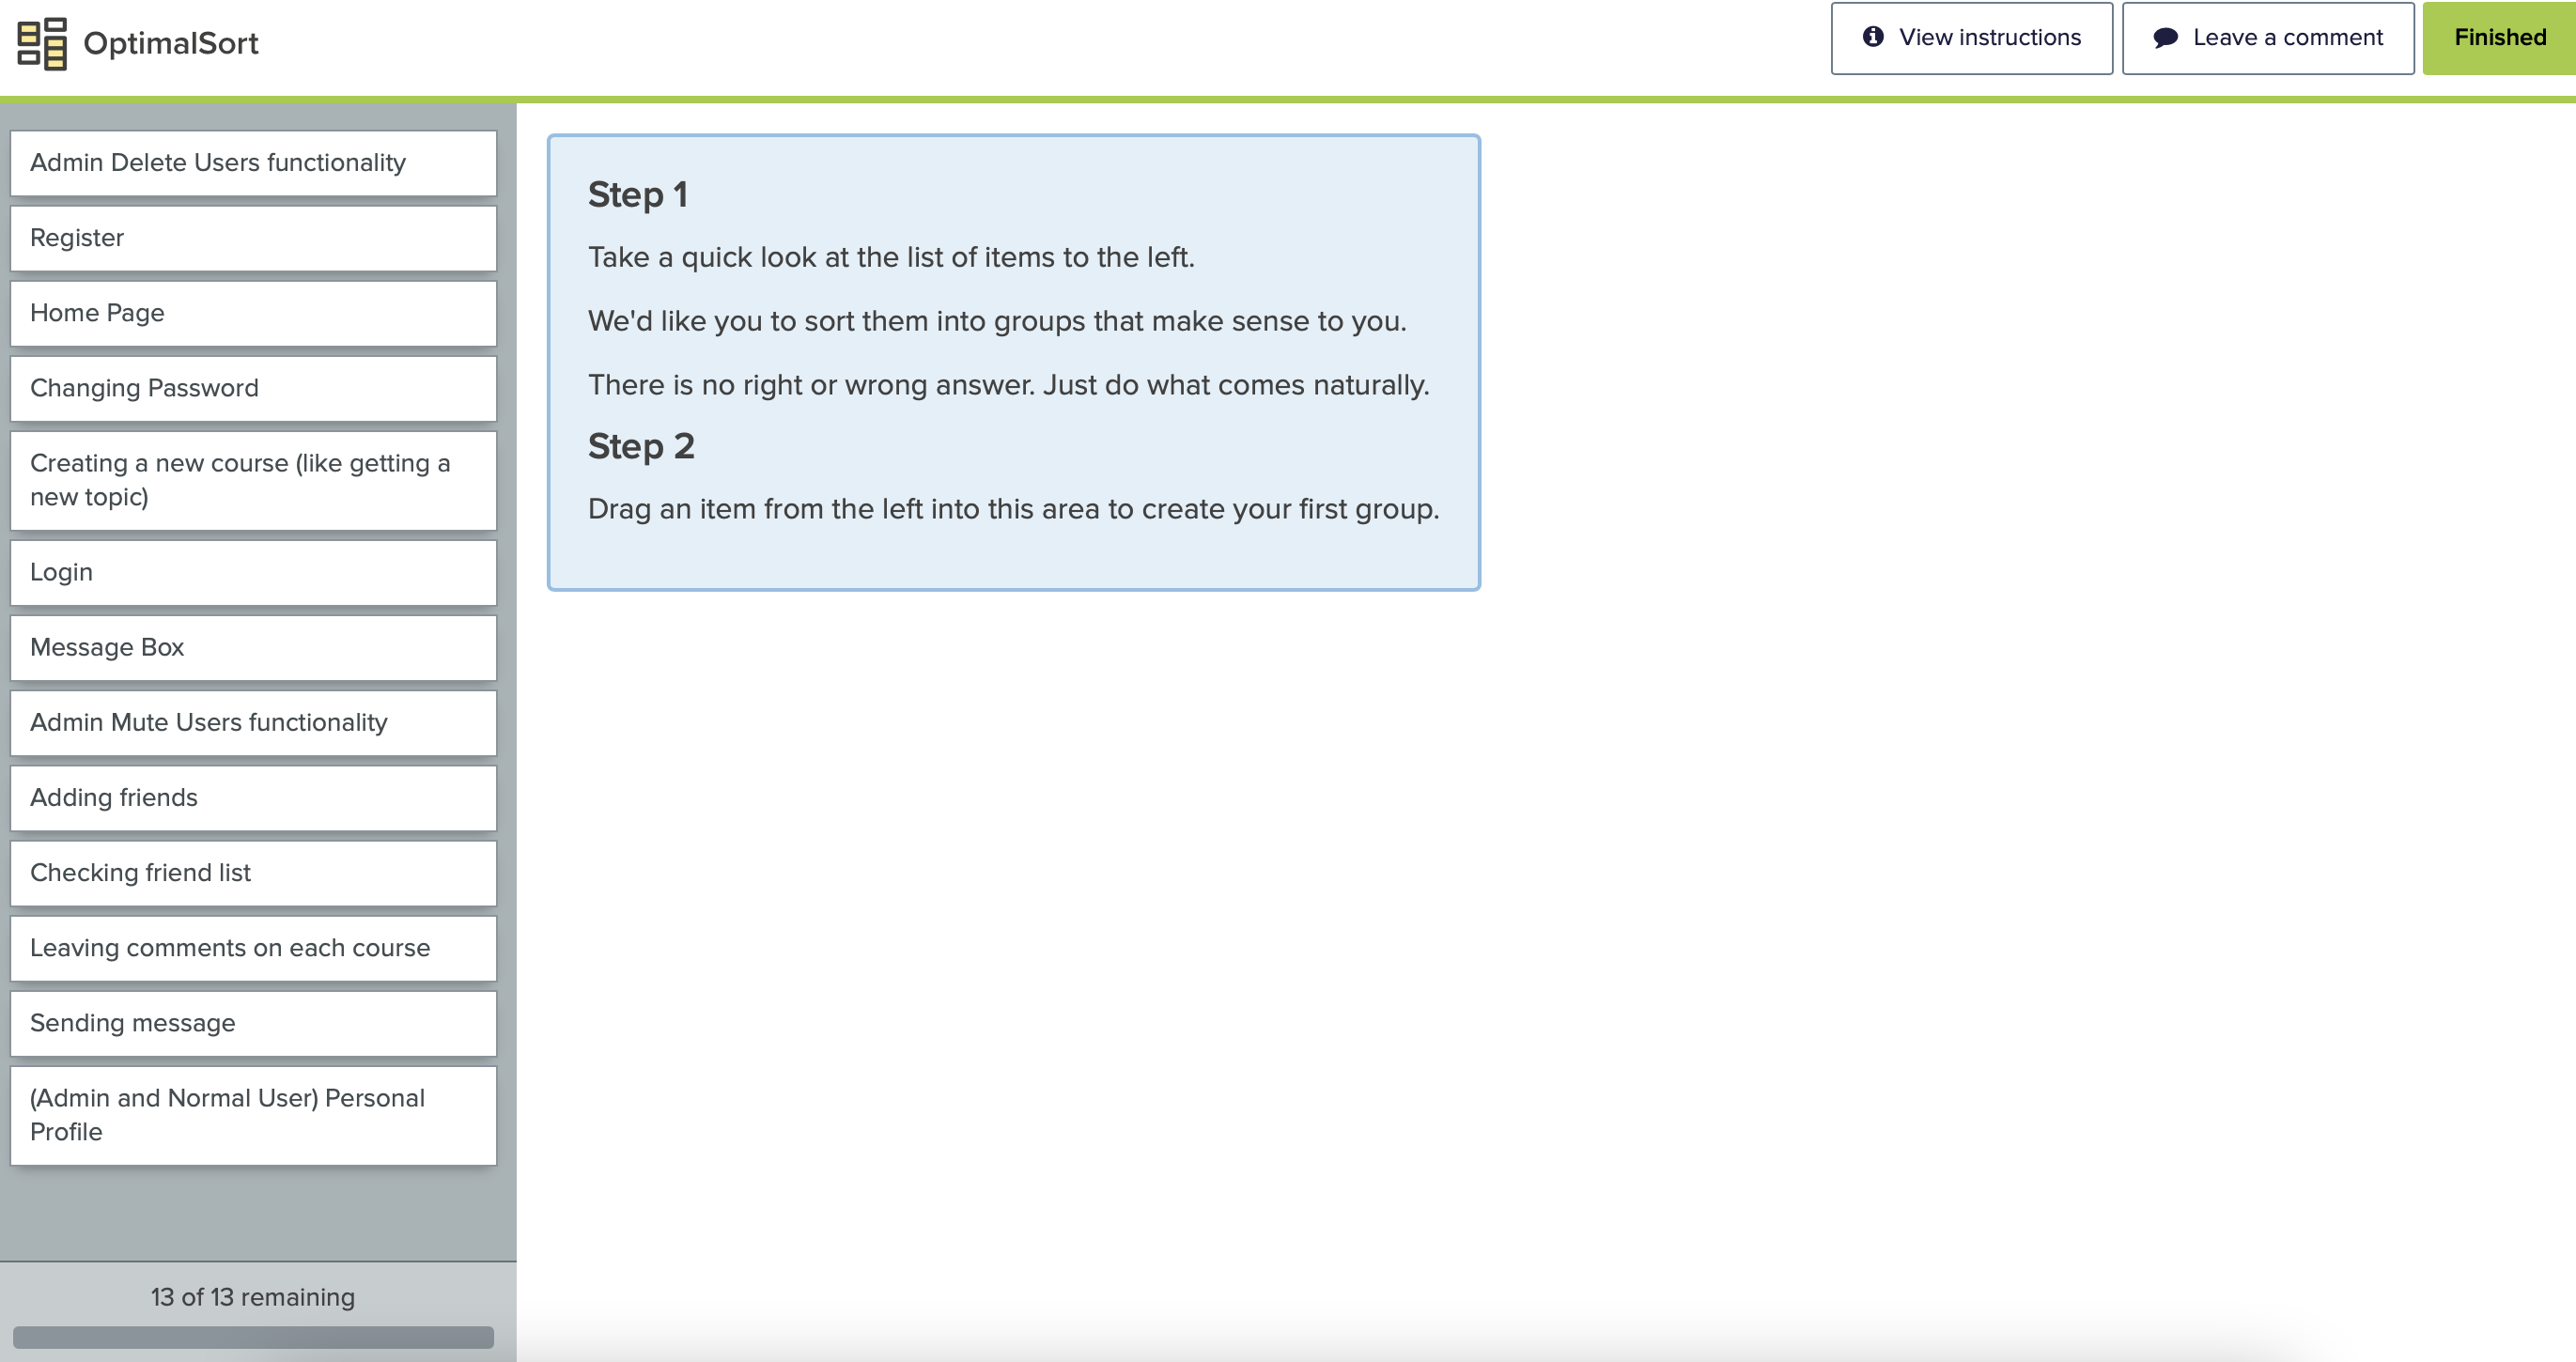 OptimalSort
View instructions
Leave a comment
Finished
Admin Delete Users functionality
Register
Home Page
Changing Password
Creating a new course (like getting a
new topic)
Login
Message Box
Admin Mute Users functionality
Adding friends
Checking friend list
Leaving comments on each course
Sending message
(Admin and Normal User) Personal
Profile
13 of 13 remaining
Step 1
Take a quick look at the list of items to the left.
We'd like you to sort them into groups that make sense to you.
There is no right or wrong answer. Just do what comes naturally.
Step 2
Drag an item from the left into this area to create your first group.